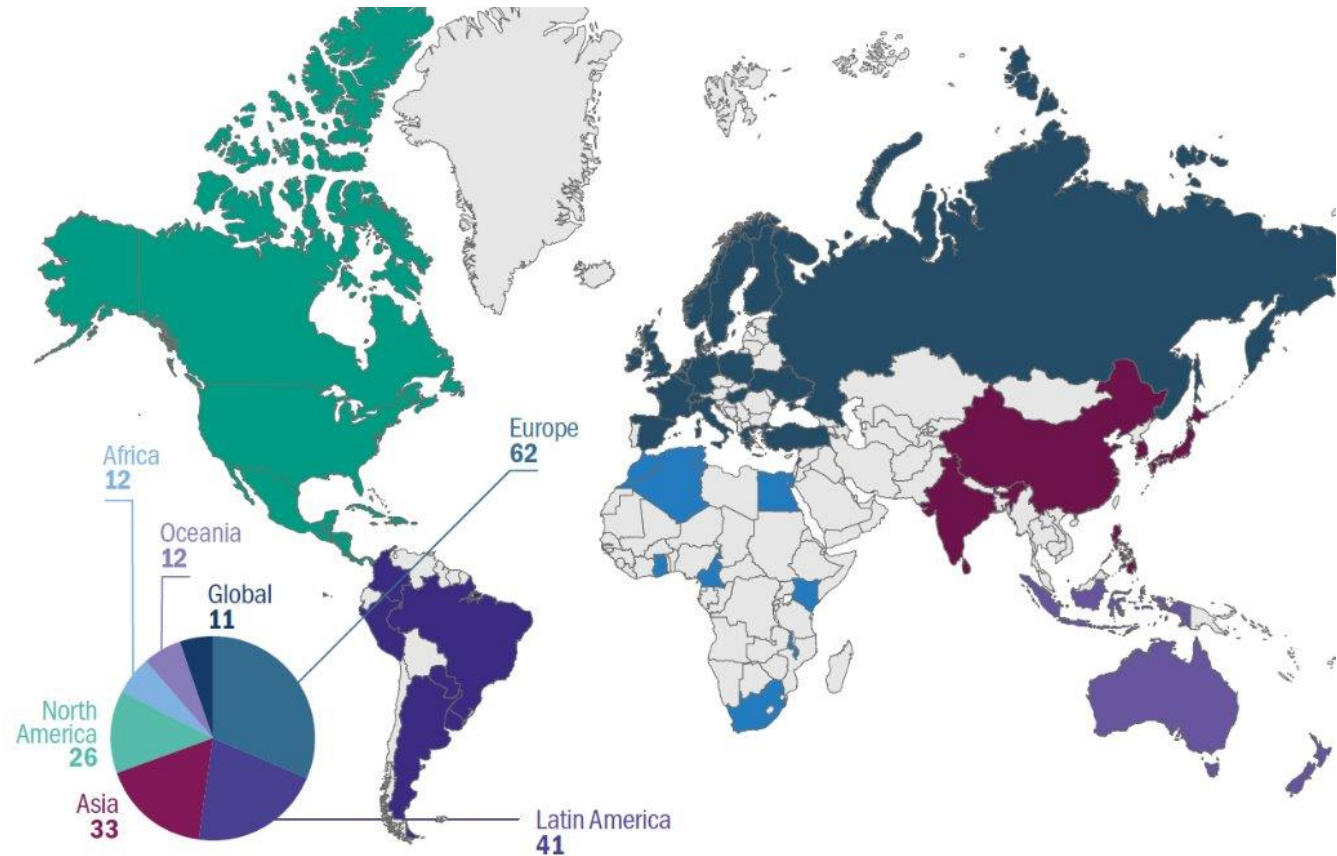 Europe
62
Africa
12
Oceania
12
Global
11
North
America
26
Asia
33
Latin America
41